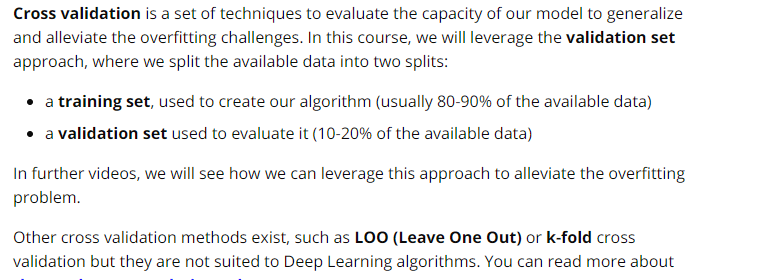 Cross validation is a set of techniques to evaluate the capacity of our model to generalize
and alleviate the overfitting challenges. In this course, we will leverage the validation set
approach, where we split the available data into two splits:
• a training set, used to create our algorithm (usually 80-90% of the available data)
• a validation set used to evaluate it (10-20% of the available data)
In further videos, we will see how we can leverage this approach to alleviate the overfitting
problem.
Other cross validation methods exist, such as LOO (Leave One Out) or k-fold cross
validation but they are not suited to Deep Learning algorithms. You can read more about